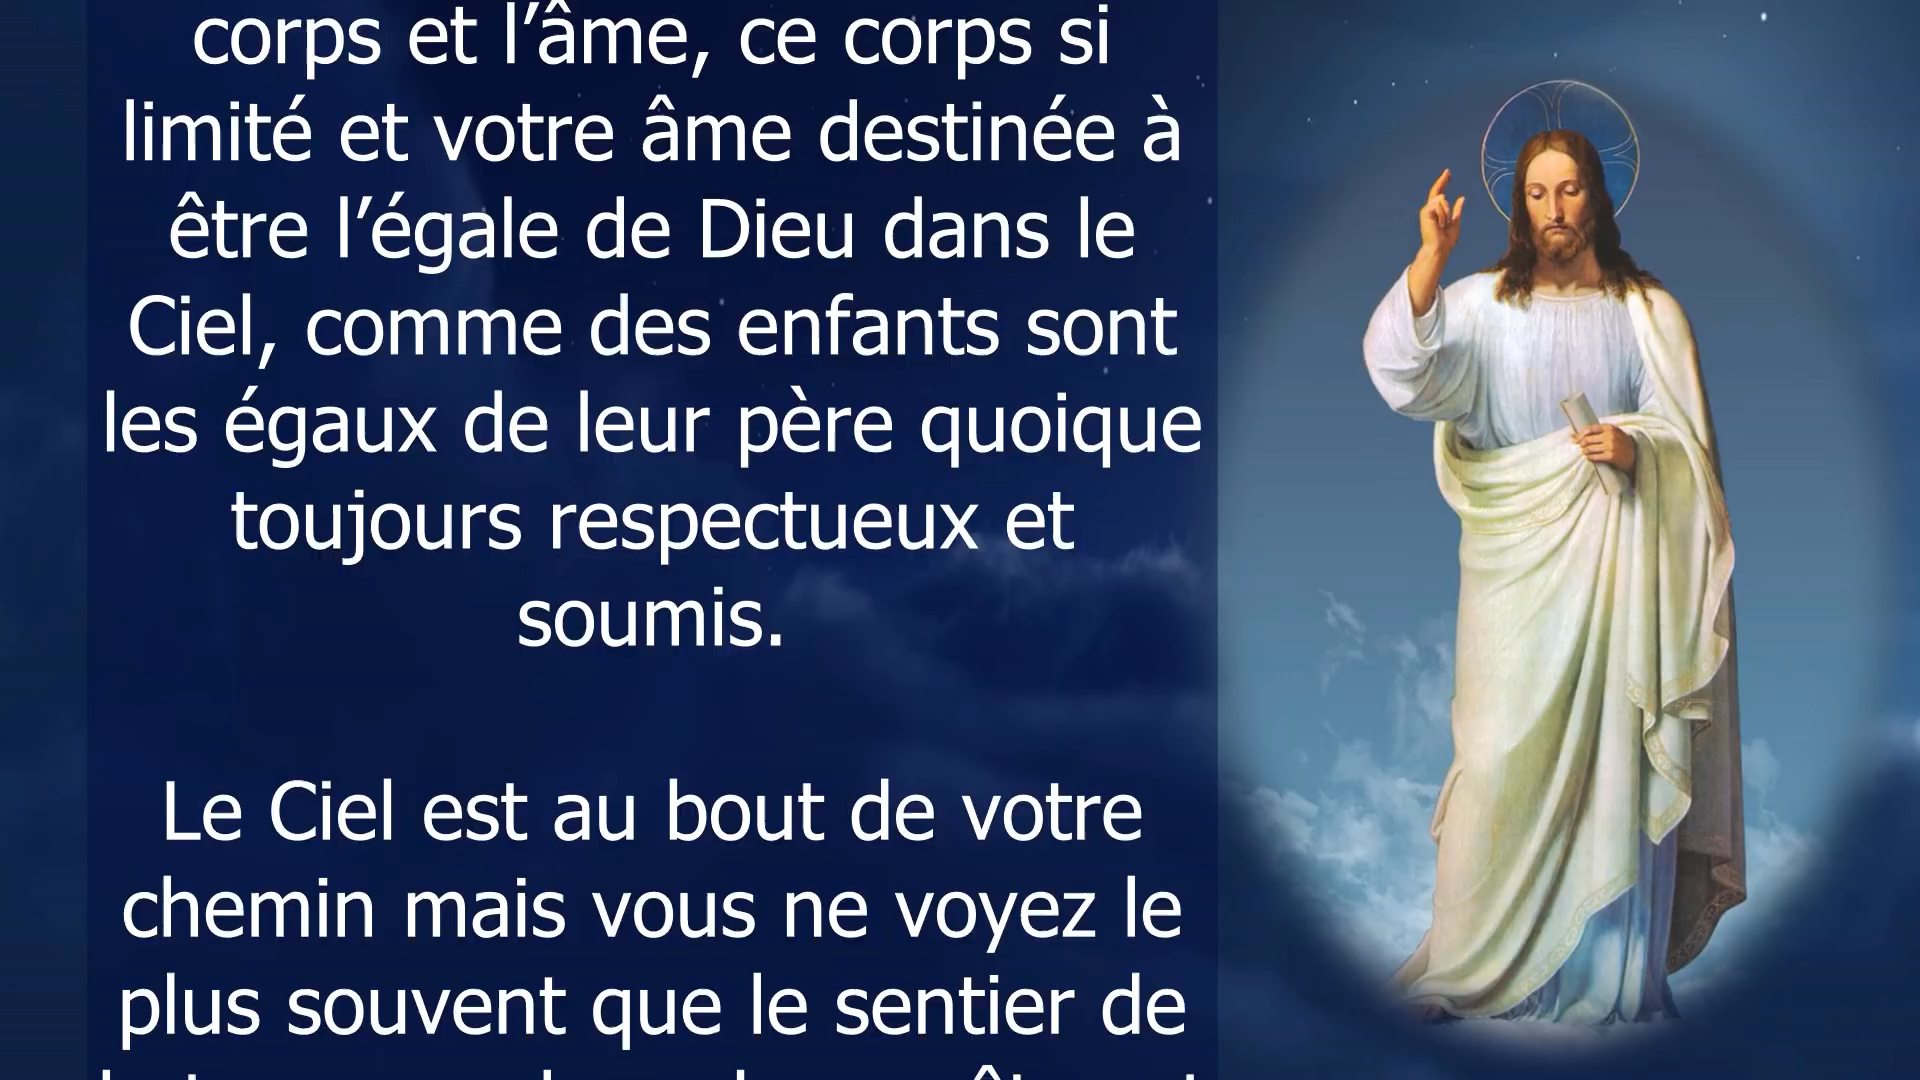 corps et l’âme, ce corps si
limité et votre âme destinée à
être l’égale de Dieu dans le
Ciel, comme des enfants sont
les égaux de leur père quoique
toujours respectueux et
soumis.
Le Ciel est au bout de votre
chemin mais vous ne voyez le
plus souvent que le sentier de